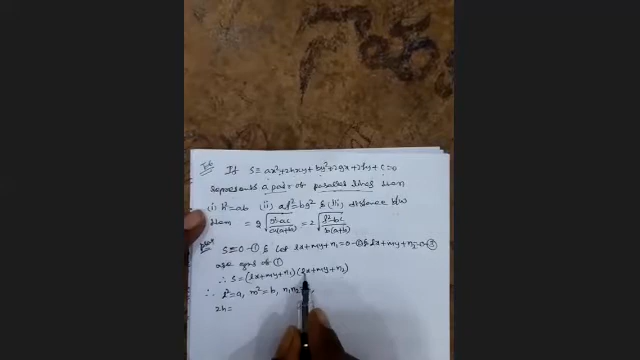 If S ≡ ax²+2hxy+by²+2gx+2fy+c=0
represents a pair of parallel lines then
(i) h²=ab (ii) af²=bg² & (iii) distance b/w
them = 2√(g²-ac)/(a(a+b)) = 2√(f²-bc)/(b(a+b))
Proof
S≡0-① & Let lx+my+n₁=0-② & lx+my+n₂=0-③
are eqns of ①
∴ S = (lx+my+n₁)(lx+my+n₂)
∴ l²=a, m²=b, n₁n₂=
2h=